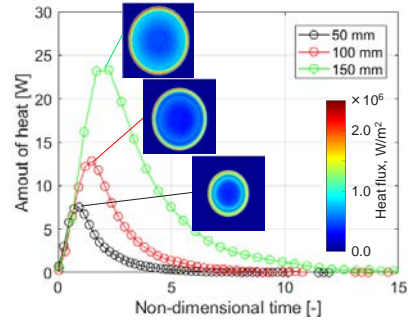 30
25
20
15
10
5
0
Amout of heat [W]
0
5
10
15
Non-dimensional time [-]
50 mm
100 mm
150 mm
× 10⁶
2.0
1.0
0.0
Heat flux, W/m²